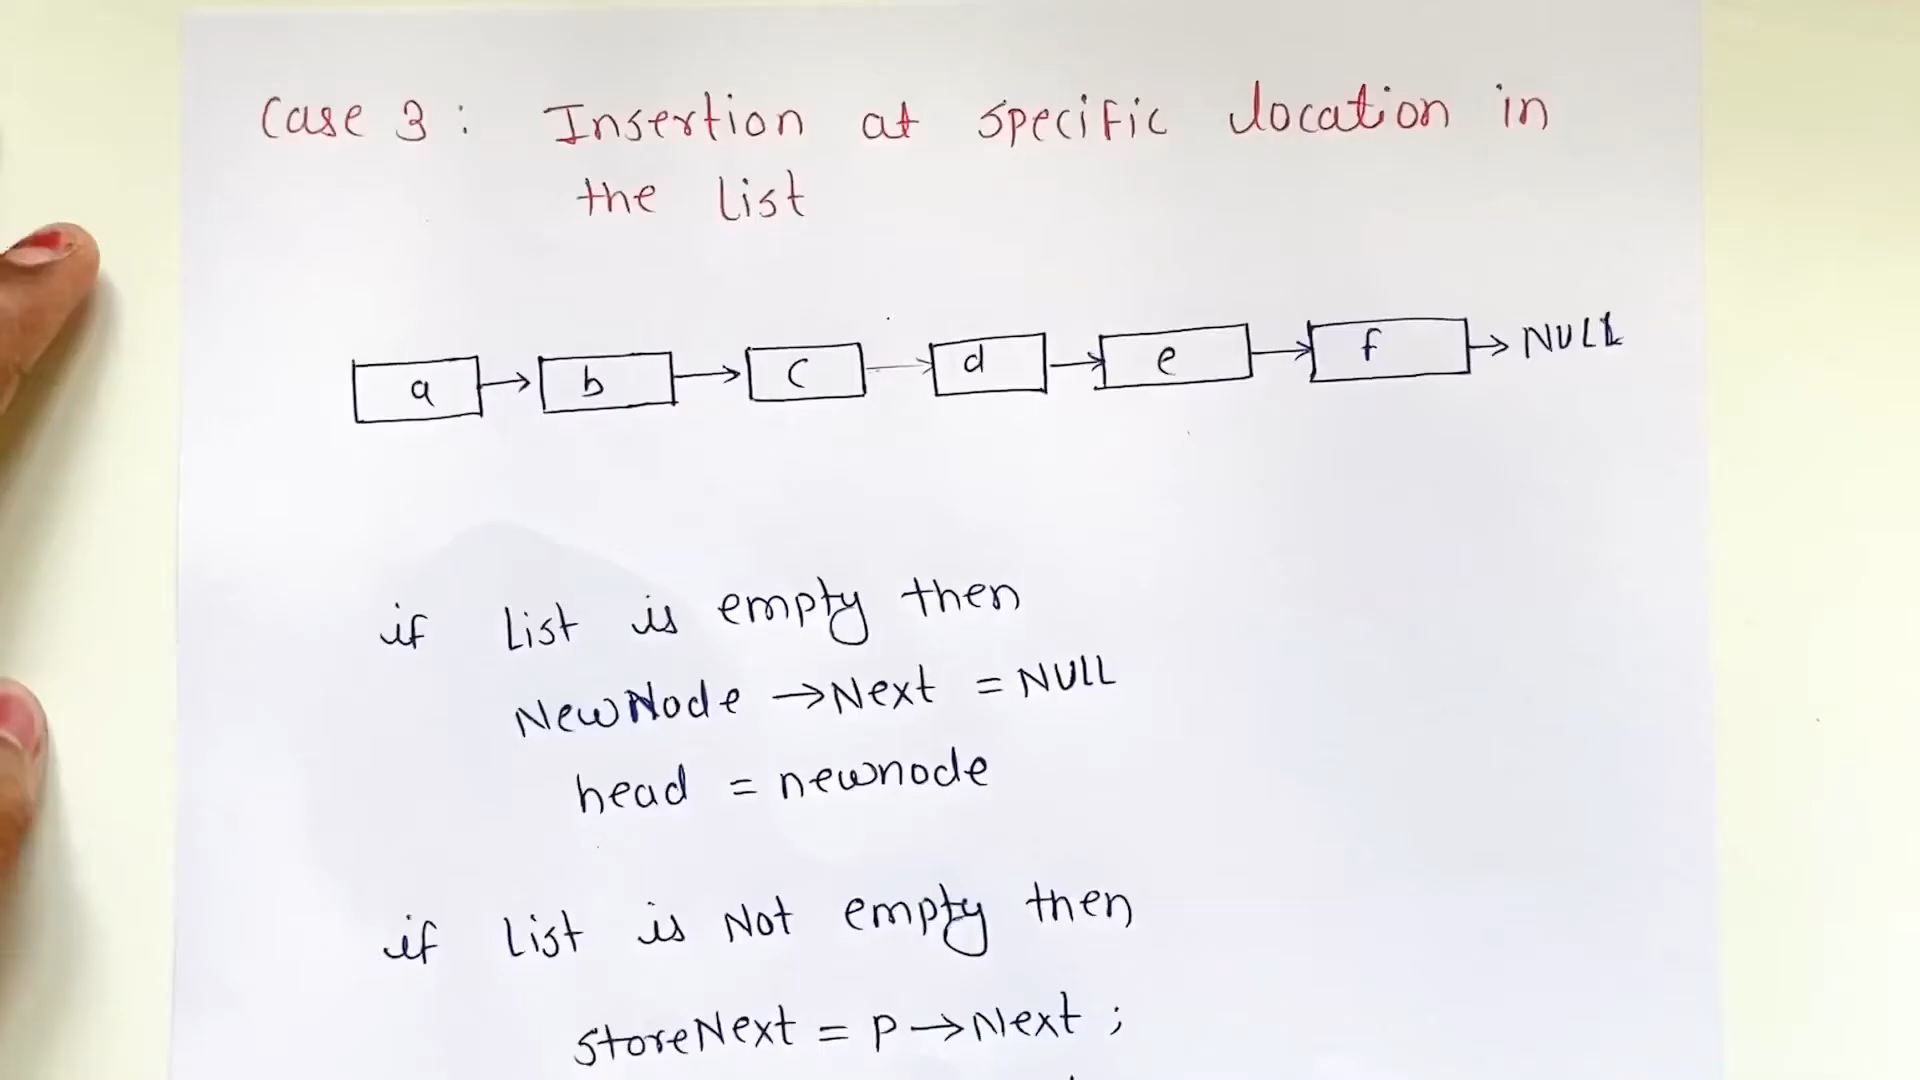 Case 3 : Insertion at specific location in
the List
a → b → c → d → e → f → NULL
if List is empty then
NewNode → Next = NULL
head = newnode
if List is Not empty then
storeNext = P → Next ;